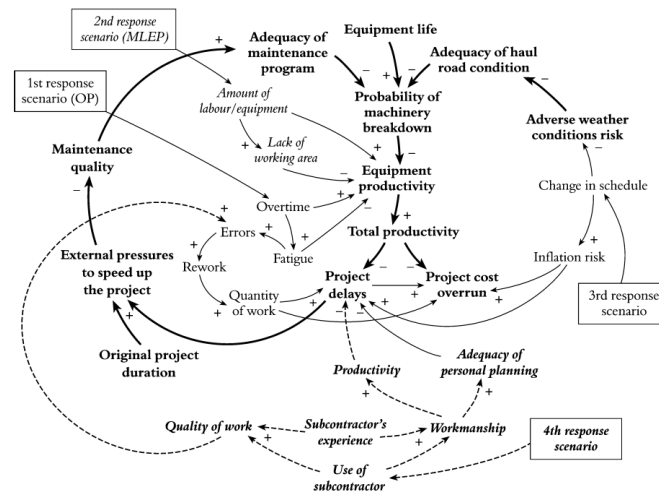 2nd response
scenario (MLEP)
Equipment life
Adequacy of
maintenance
program
Adequacy of haul
road condition
1st response
scenario (OP)
Amount of
labour/equipment
Probability of
machinery
breakdown
Adverse weather
conditions risk
Maintenance
quality
Lack of
working area
Equipment
productivity
Change in schedule
Overtime
Errors
Total productivity
Fatigue
External pressures
to speed up
the project
Rework
Inflation risk
Project
delays
Project cost
overrun
Quantity
of work
3rd response
scenario
Original project
duration
Productivity
Adequacy of
personal planning
Quality of work
Subcontractor's
experience
Workmanship
4th response
scenario
Use of
subcontractor